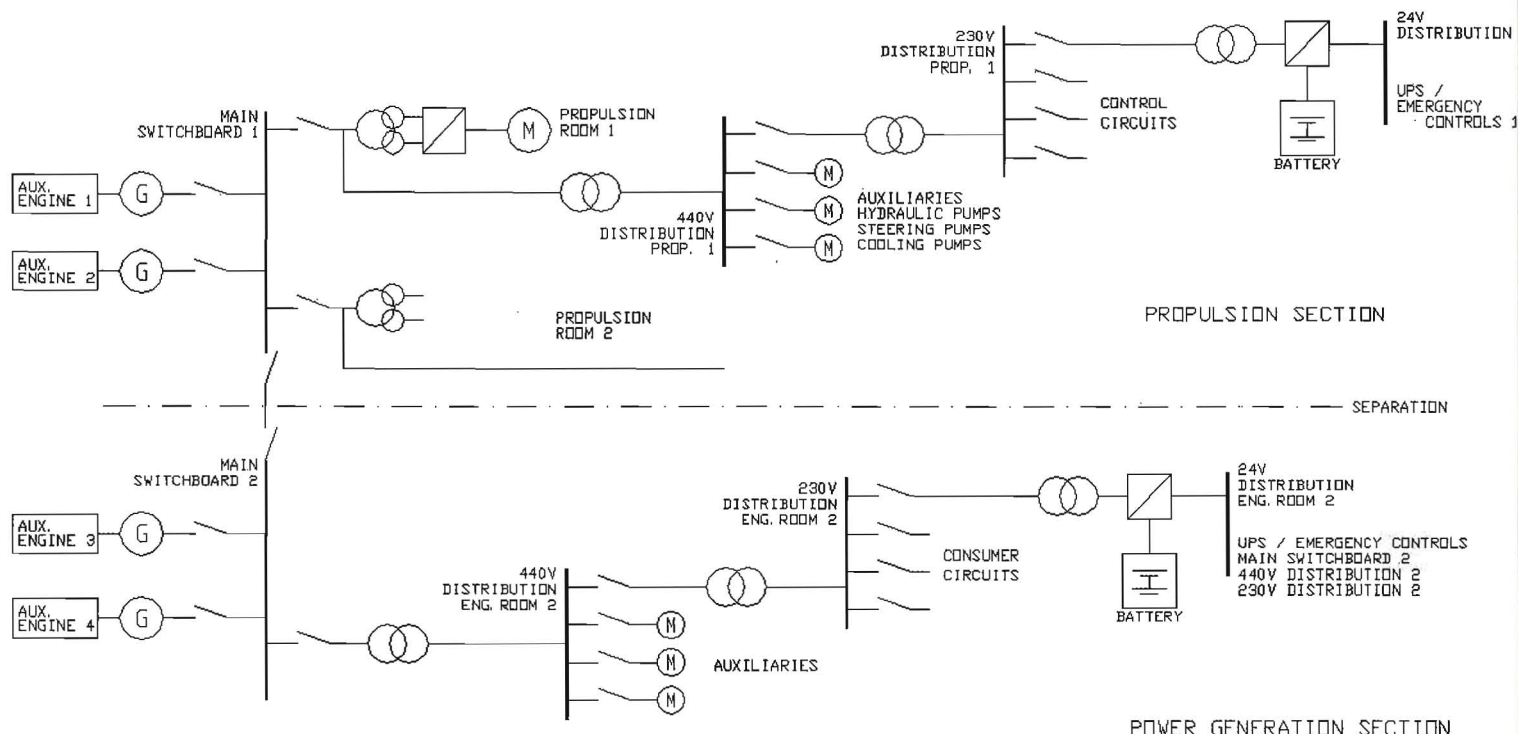 24V
DISTRIBUTION
UPS /
EMERGENCY
CONTROLS 1
230V
DISTRIBUTION
PROP. 1
CONTROL
CIRCUITS
BATTERY
MAIN
SWITCHBOARD 1
M
PROPULSION
ROOM 1
AUX.
ENGINE 1
G
440V
DISTRIBUTION
PROP. 1
M
M
M
AUXILIARIES
HYDRAULIC PUMPS
STEERING PUMPS
COOLING PUMPS
AUX.
ENGINE 2
G
PROPULSION
ROOM 2
PROPULSION SECTION
SEPARATION
MAIN
SWITCHBOARD 2
AUX.
ENGINE 3
G
AUX.
ENGINE 4
G
440V
DISTRIBUTION
ENG. ROOM 2
M
M
M
AUXILIARIES
230V
DISTRIBUTION
ENG. ROOM 2
CONSUMER
CIRCUITS
BATTERY
24V
DISTRIBUTION
ENG. ROOM 2
UPS / EMERGENCY CONTROLS
MAIN SWITCHBOARD 2
440V DISTRIBUTION 2
230V DISTRIBUTION 2
POWER GENERATION SECTION